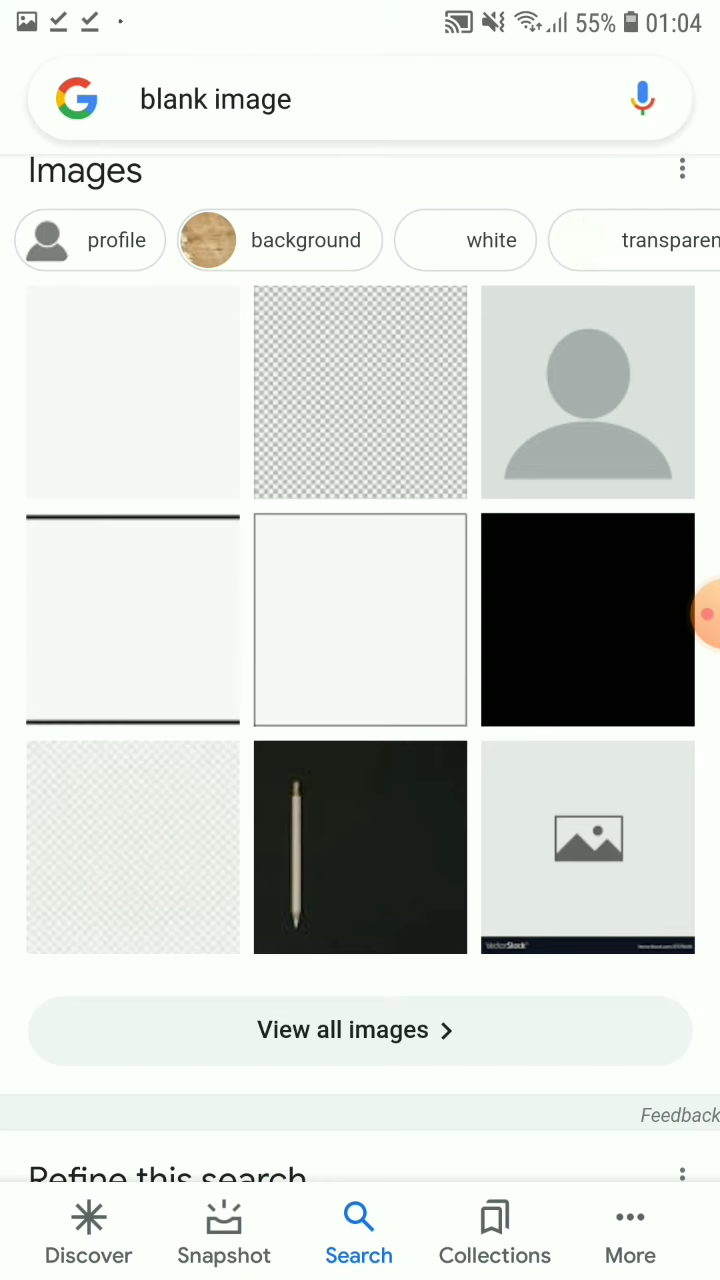 55% 01:04
blank image
Images
profile background white transparen
VectorStock
View all images
Feedback
Refine this search
Discover Snapshot Search Collections More